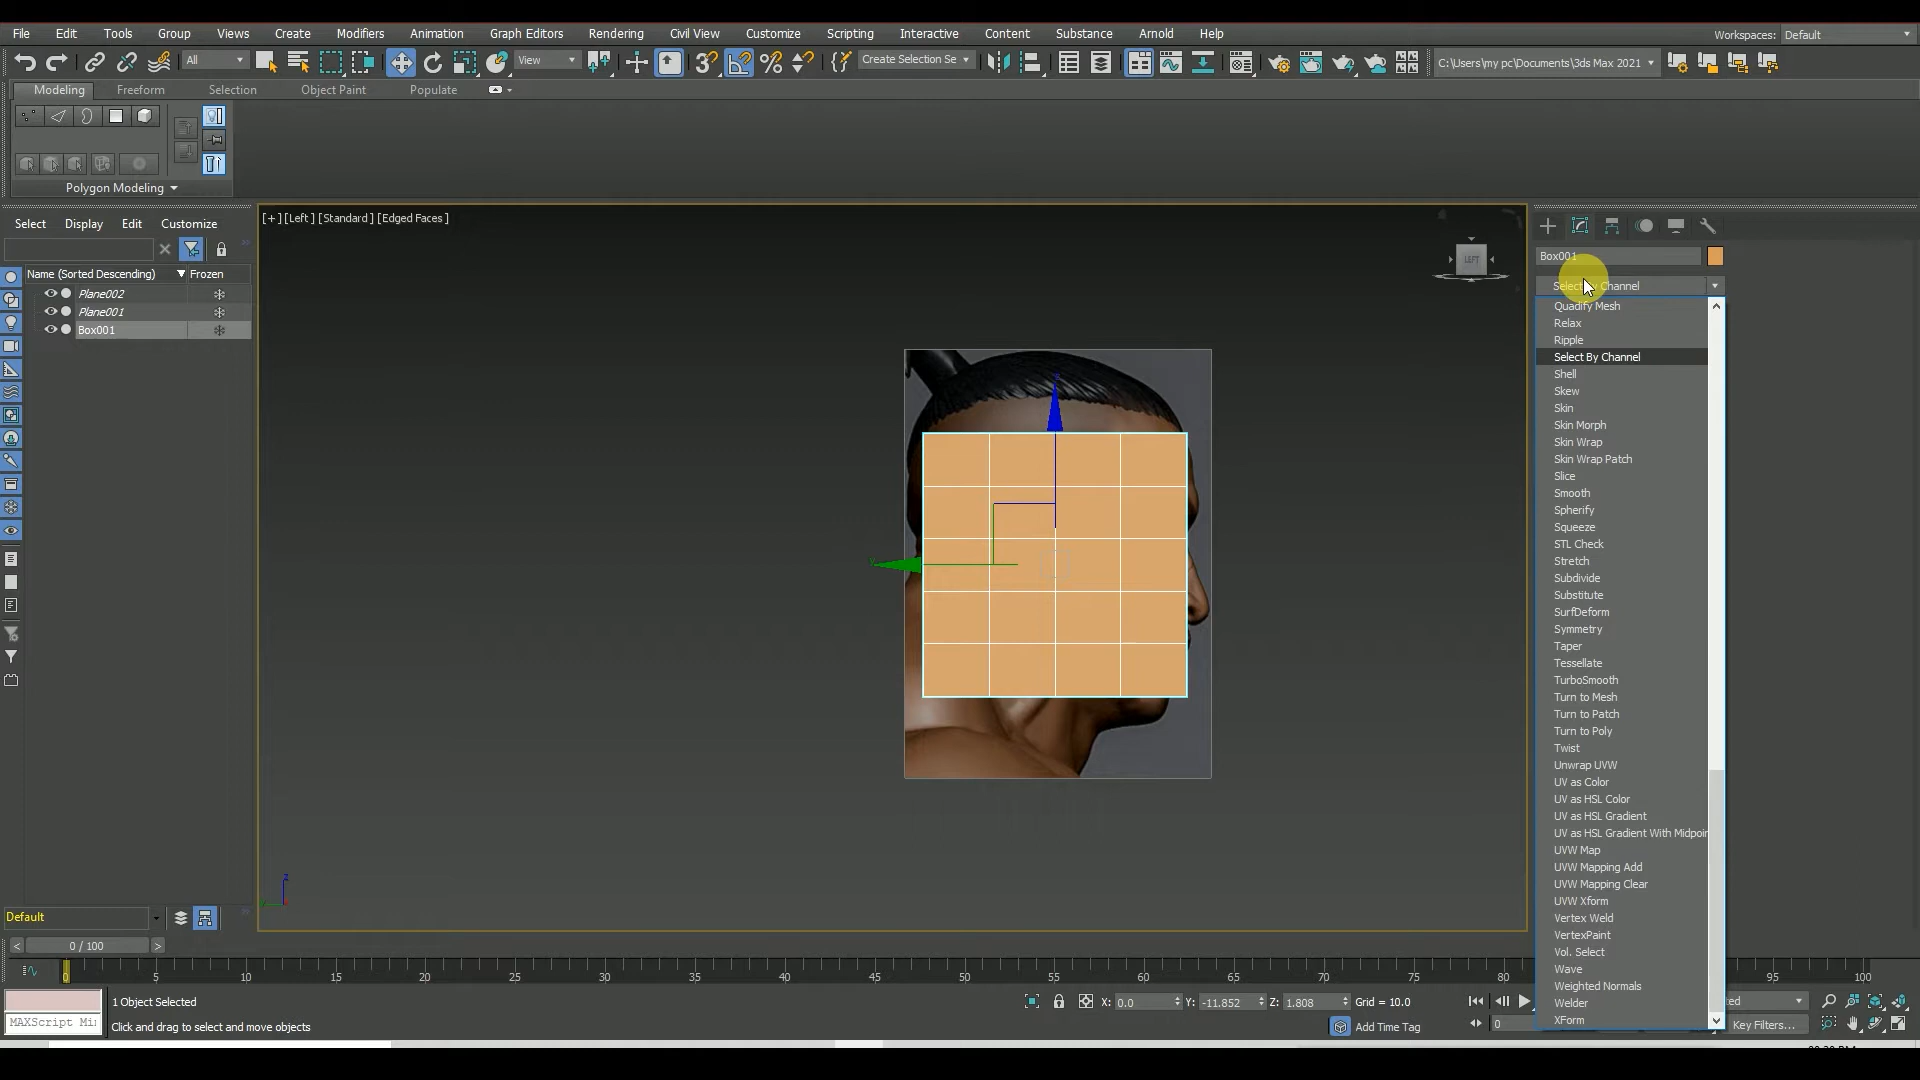 File Edit Tools Group Views Create Modifiers Animation Graph Editors Rendering Civil View Customize Scripting Interactive Content Substance Arnold Help
Workspaces: Default
All View Create Selection Se C:\Users\my pc\Documents\3ds Max 2021
Modeling Freeform Selection Object Paint Populate
Polygon Modeling
Select Display Edit Customize
[+] [Left] [Standard] [Edged Faces]
LEFT
Name (Sorted Descending) Frozen
Plane002
Plane001
Box001
Box001
Select By Channel
Quadify Mesh
Relax
Ripple
Select By Channel
Shell
Skew
Skin
Skin Morph
Skin Wrap
Skin Wrap Patch
Slice
Smooth
Spherify
Squeeze
STL Check
Stretch
Subdivide
Substitute
SurfDeform
Symmetry
Taper
Tessellate
TurboSmooth
Turn to Mesh
Turn to Patch
Turn to Poly
Twist
Unwrap UVW
UV as Color
UV as HSL Color
UV as HSL Gradient
UV as HSL Gradient With Midpoin
UVW Map
UVW Mapping Add
UVW Mapping Clear
UVW Xform
Vertex Weld
VertexPaint
Vol. Select
Wave
Weighted Normals
Welder
XForm
Default
0 / 100
0 5 10 15 20 25 30 35 40 45 50 55 60 65 70 75 80 95 100
1 Object Selected
X: 0.0 Y: -11.852 Z: 1.808 Grid = 10.0
MAXScript Mi
Click and drag to select and move objects
Add Time Tag
0
Key Filters...